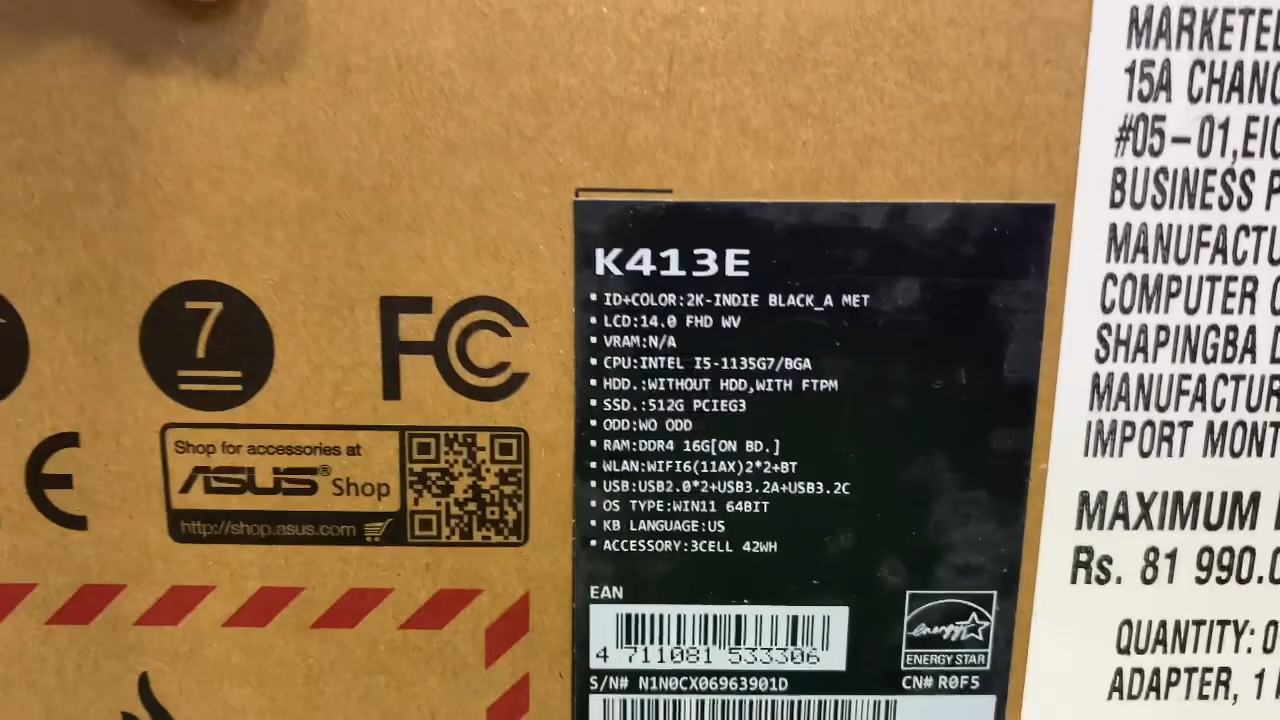 7
FC
CE
Shop for accessories at
ASUS® Shop
http://shop.asus.com
K413E
▪ ID+COLOR:2K-INDIE BLACK_A MET
▪ LCD:14.0 FHD WV
▪ VRAM:N/A
▪ CPU:INTEL I5-1135G7/BGA
▪ HDD.:WITHOUT HDD,WITH FTPM
▪ SSD.:512G PCIEG3
▪ ODD:WO ODD
▪ RAM:DDR4 16G[ON BD.]
▪ WLAN:WIFI6(11AX)2*2+BT
▪ USB:USB2.0*2+USB3.2A+USB3.2C
▪ OS TYPE:WIN11 64BIT
▪ KB LANGUAGE:US
▪ ACCESSORY:3CELL 42WH
EAN
4 711081 533306
energy
ENERGY STAR
S/N# N1N0CX06963901D
CN# R0F5
MARKETED
15A CHANG
#05-01,
BUSINESS P
MANUFACTU
COMPUTER
SHAPINGBA
MANUFACTUR
IMPORT MONT
MAXIMUM
Rs. 81 990.0
QUANTITY: 0
ADAPTER, 1